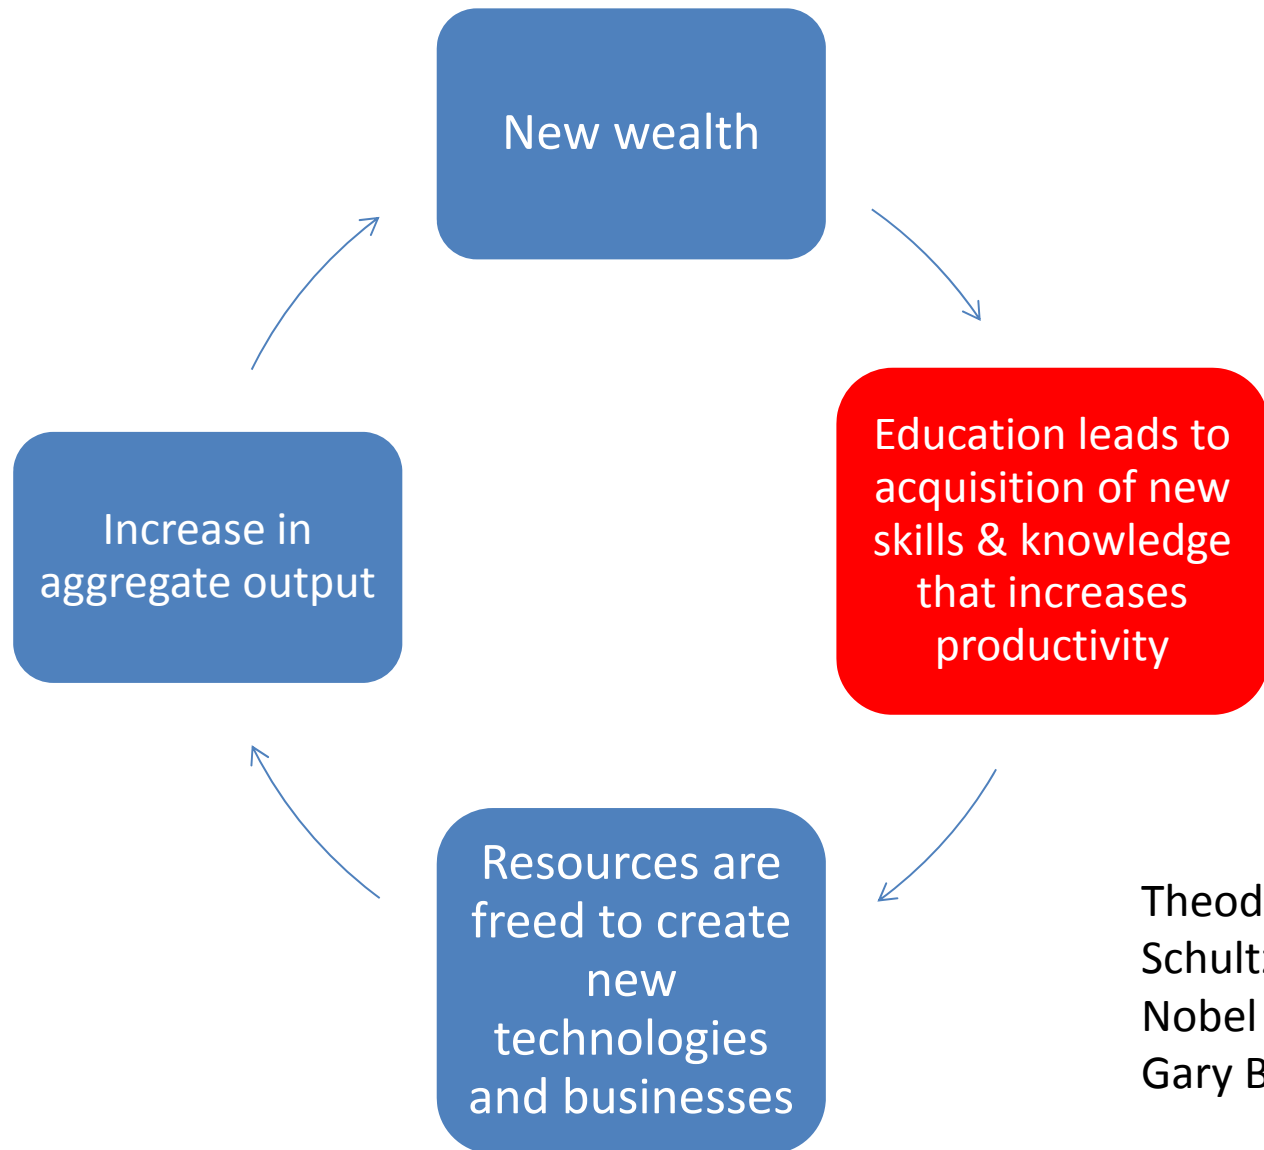 New wealth
Education leads to
acquisition of new
skills & knowledge
that increases
productivity
Resources are
freed to create
new
technologies
and businesses
Increase in
aggregate output
Nobel
Gary